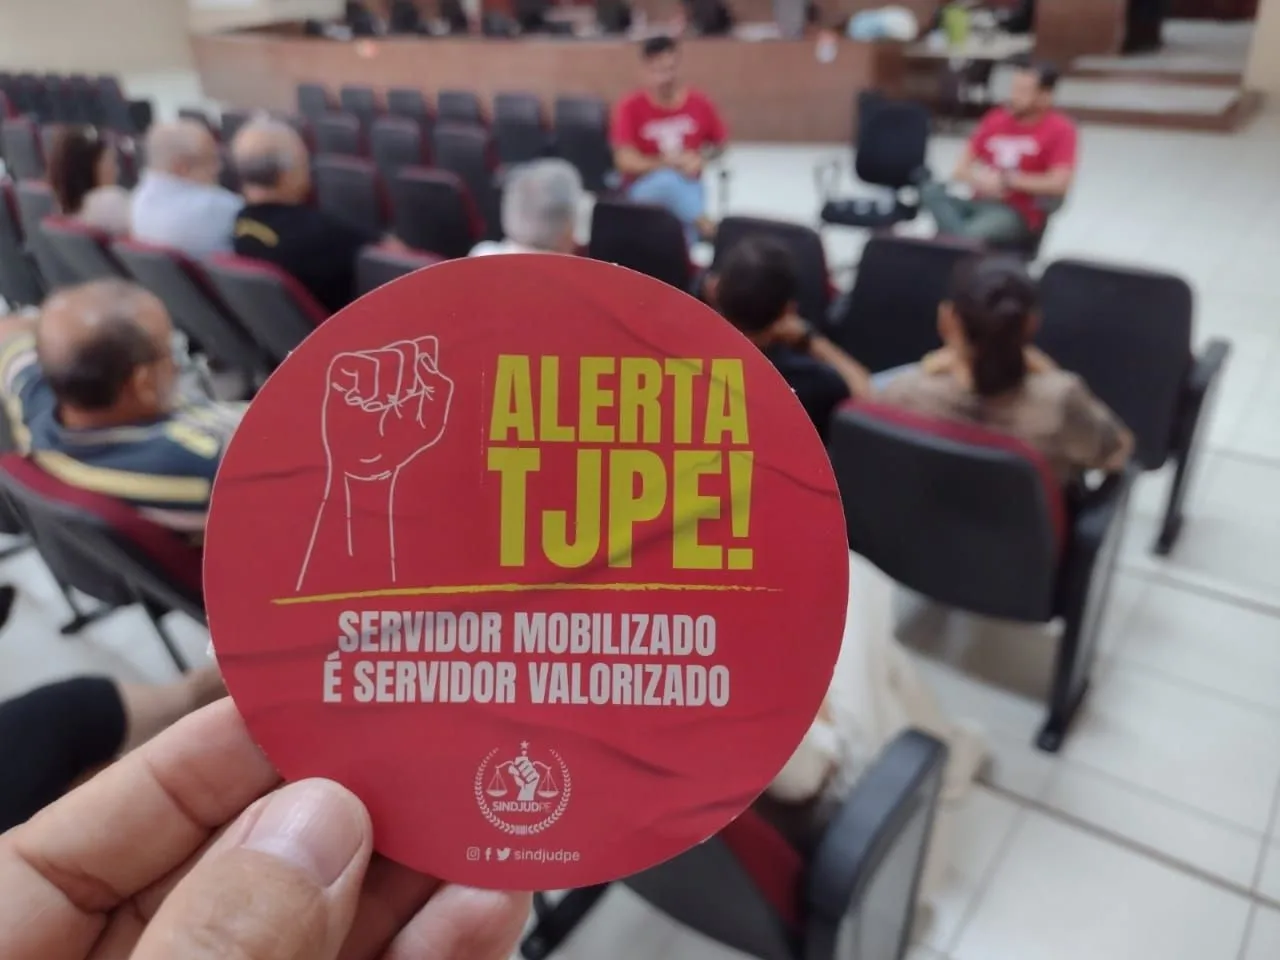 ALERTA
TJPE!
SERVIDOR MOBILIZADO
É SERVIDOR VALORIZADO
SINDJUDPE
sindjudpe